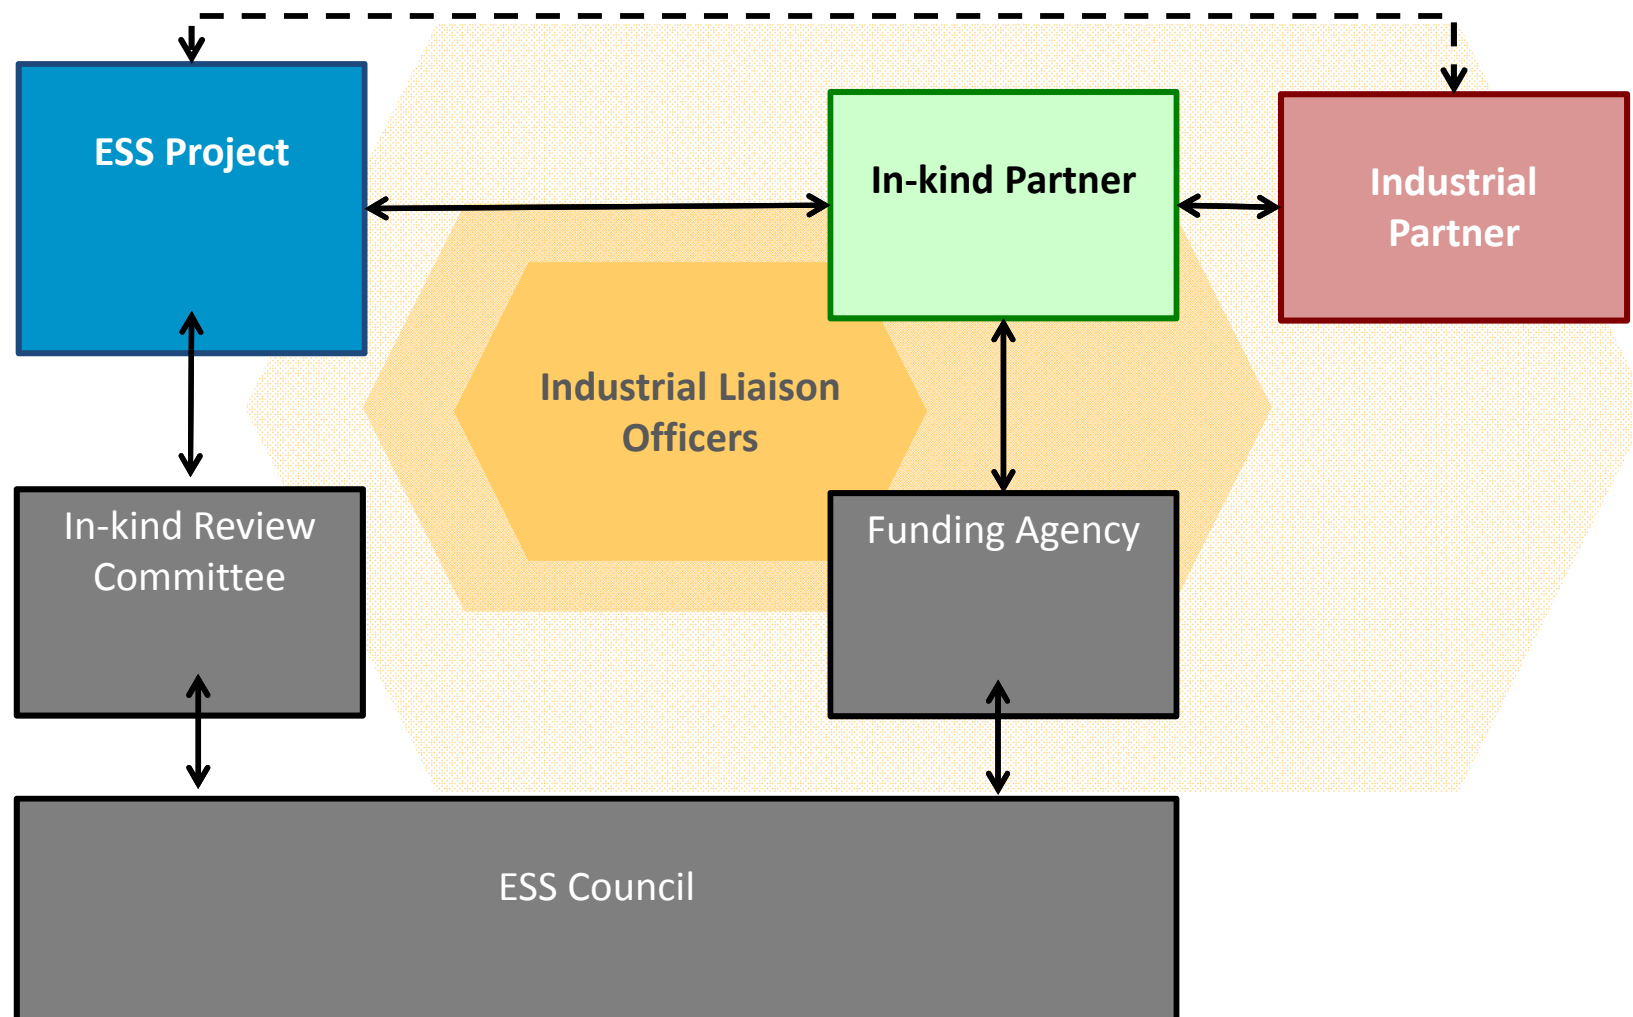 ESS Project
In-kind Partner
Industrial
Partner
Industrial Liaison
Officers
In-kind Review
Committee
Funding Agency
ESS Council